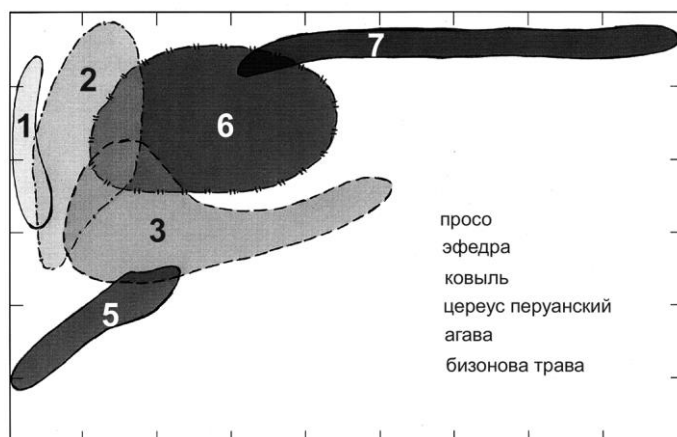 7
2
1
6
3
5
просо
эфедра
ковыль
цереус перуанский
агава
бизонова трава